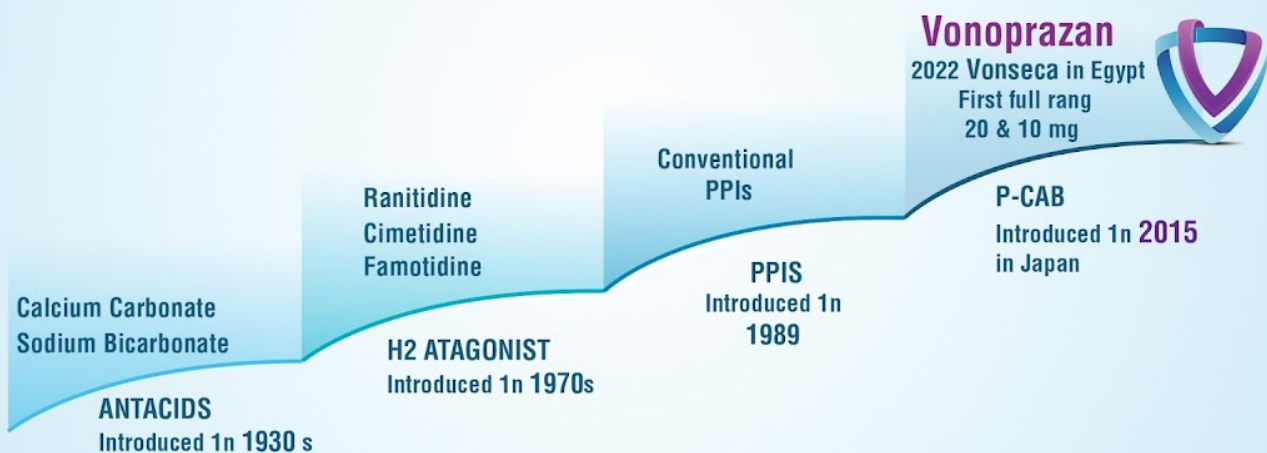 Calcium Carbonate
Sodium Bicarbonate
ANTACIDS
Introduced 1n 1930 s
Ranitidine
Cimetidine
Famotidine
H2 ATAGONIST
Introduced 1n 1970s
Conventional
PPIs
PPIS
Introduced 1n
1989
Vonoprazan
2022 Vonseca in Egypt
First full rang
20 & 10 mg
P-CAB
Introduced 1n 2015
in Japan